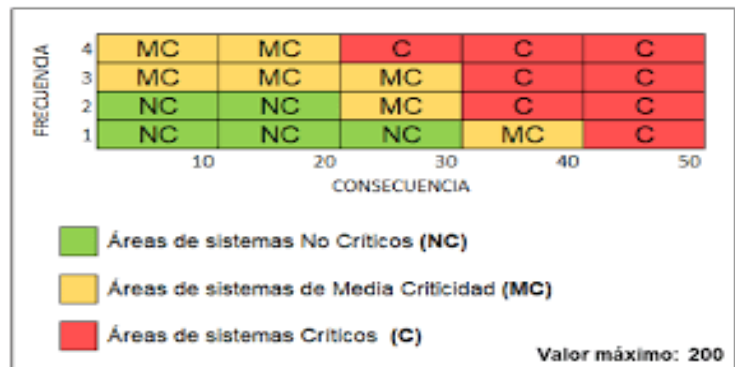 FRECUENCIA
4 MC MC C C C
3 MC MC MC C C
2 NC NC MC C C
1 NC NC NC MC C
10 20 30 40 50
CONSECUENCIA
Áreas de sistemas No Críticos (NC)
Áreas de sistemas de Media Criticidad (MC)
Áreas de sistemas Críticos (C)
Valor máximo: 200